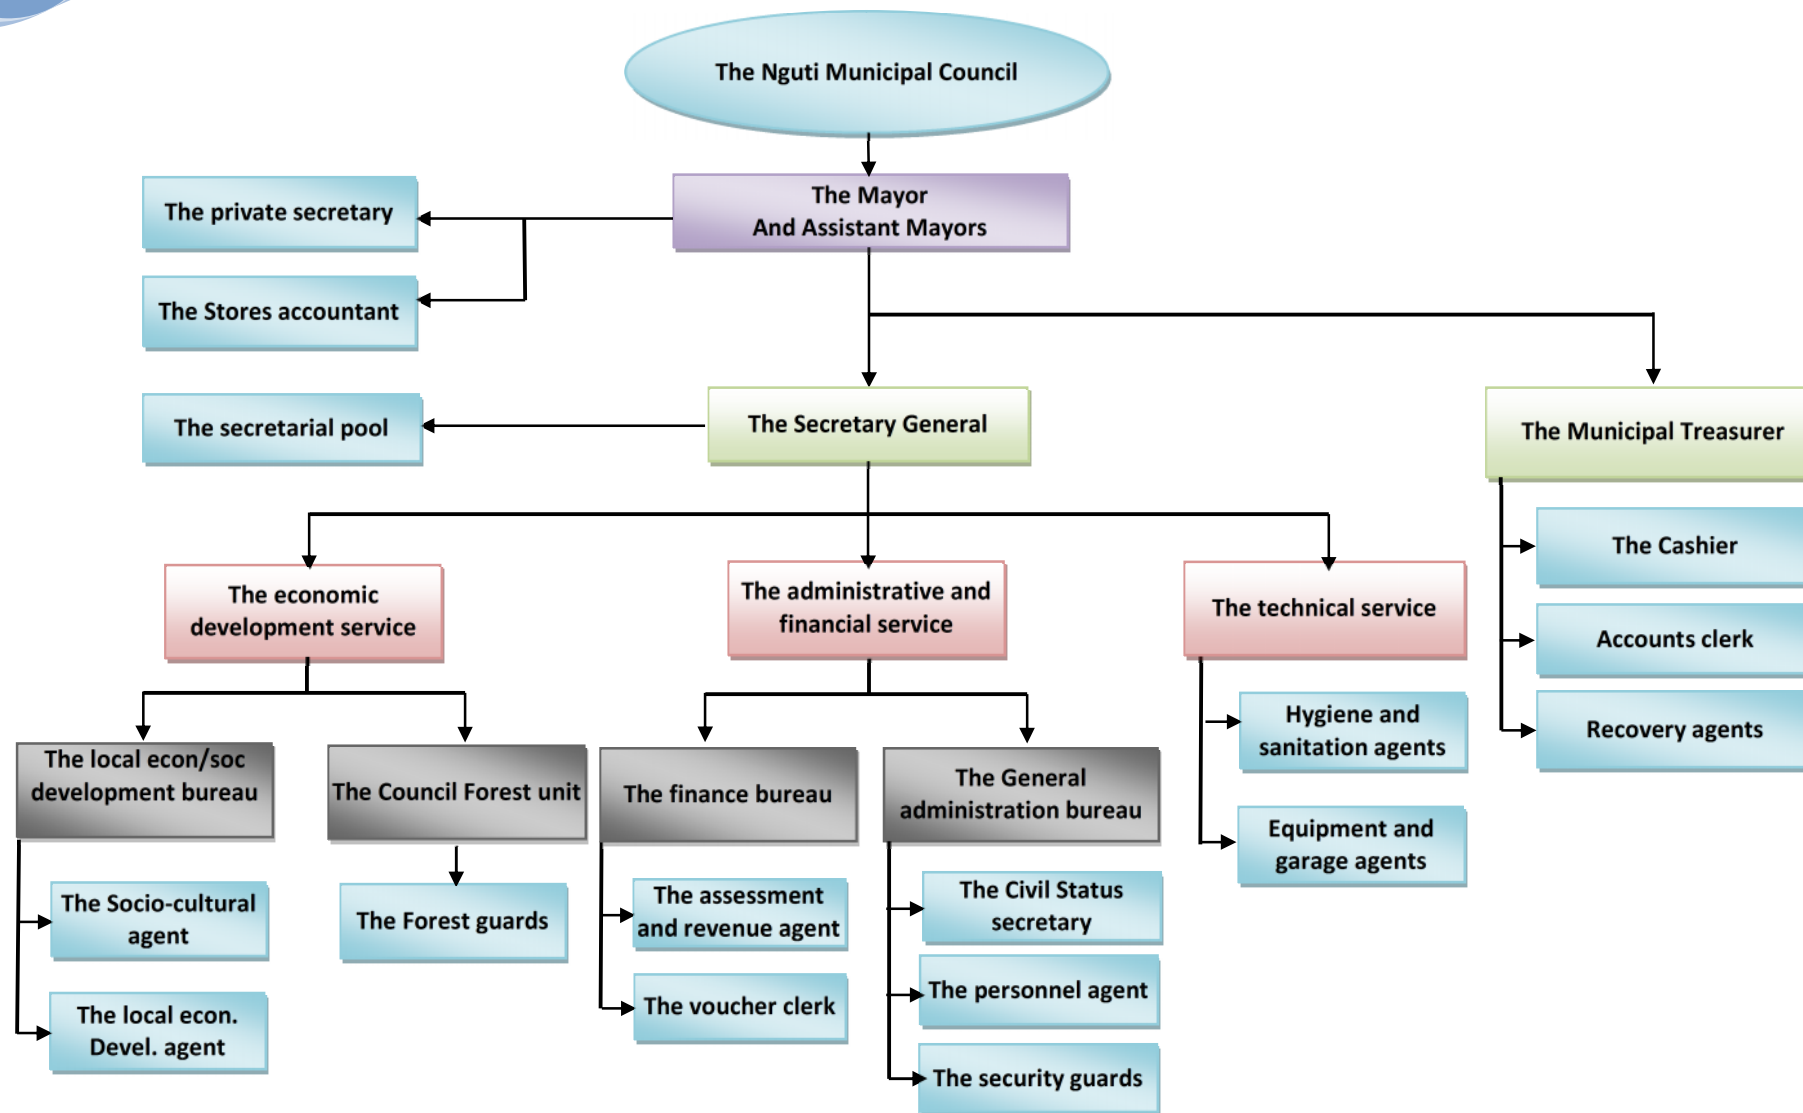 The Nguti Municipal Council
The Mayor
And Assistant Mayors
The private secretary
The Stores accountant
The secretarial pool
The Secretary General
The Municipal Treasurer
The Cashier
Accounts clerk
Recovery agents
The economic
development service
The administrative and
financial service
The technical service
Hygiene and
sanitation agents
Equipment and
garage agents
The local econ/soc
development bureau
The Council Forest unit
The finance bureau
The General
administration bureau
The Socio-cultural
agent
The local econ.
Devel. agent
The Forest guards
The assessment
and revenue agent
The voucher clerk
The Civil Status
secretary
The personnel agent
The security guards